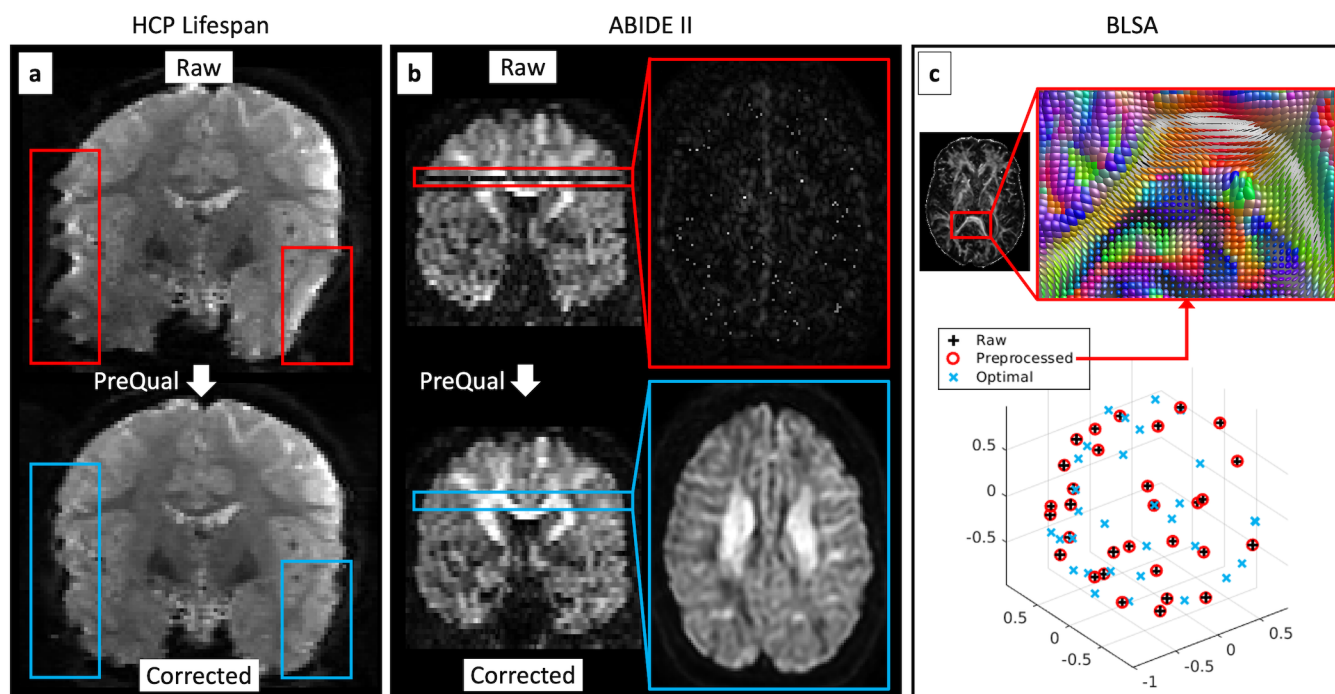 HCP Lifespan
a
Raw
PreQual
Corrected
ABIDE II
b
Raw
PreQual
Corrected
BLSA
c
Raw
Preprocessed
Optimal
0.5
0
-0.5
0.5
0
-0.5
-1
-0.5
0
0.5